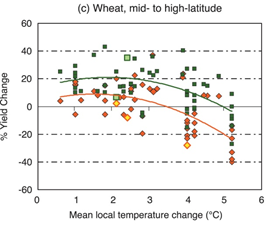 (c) Wheat, mid- to high-latitude
% Yield Change
60
40
20
0
-20
-40
-60
0 1 2 3 4 5 6
Mean local temperature change (°C)